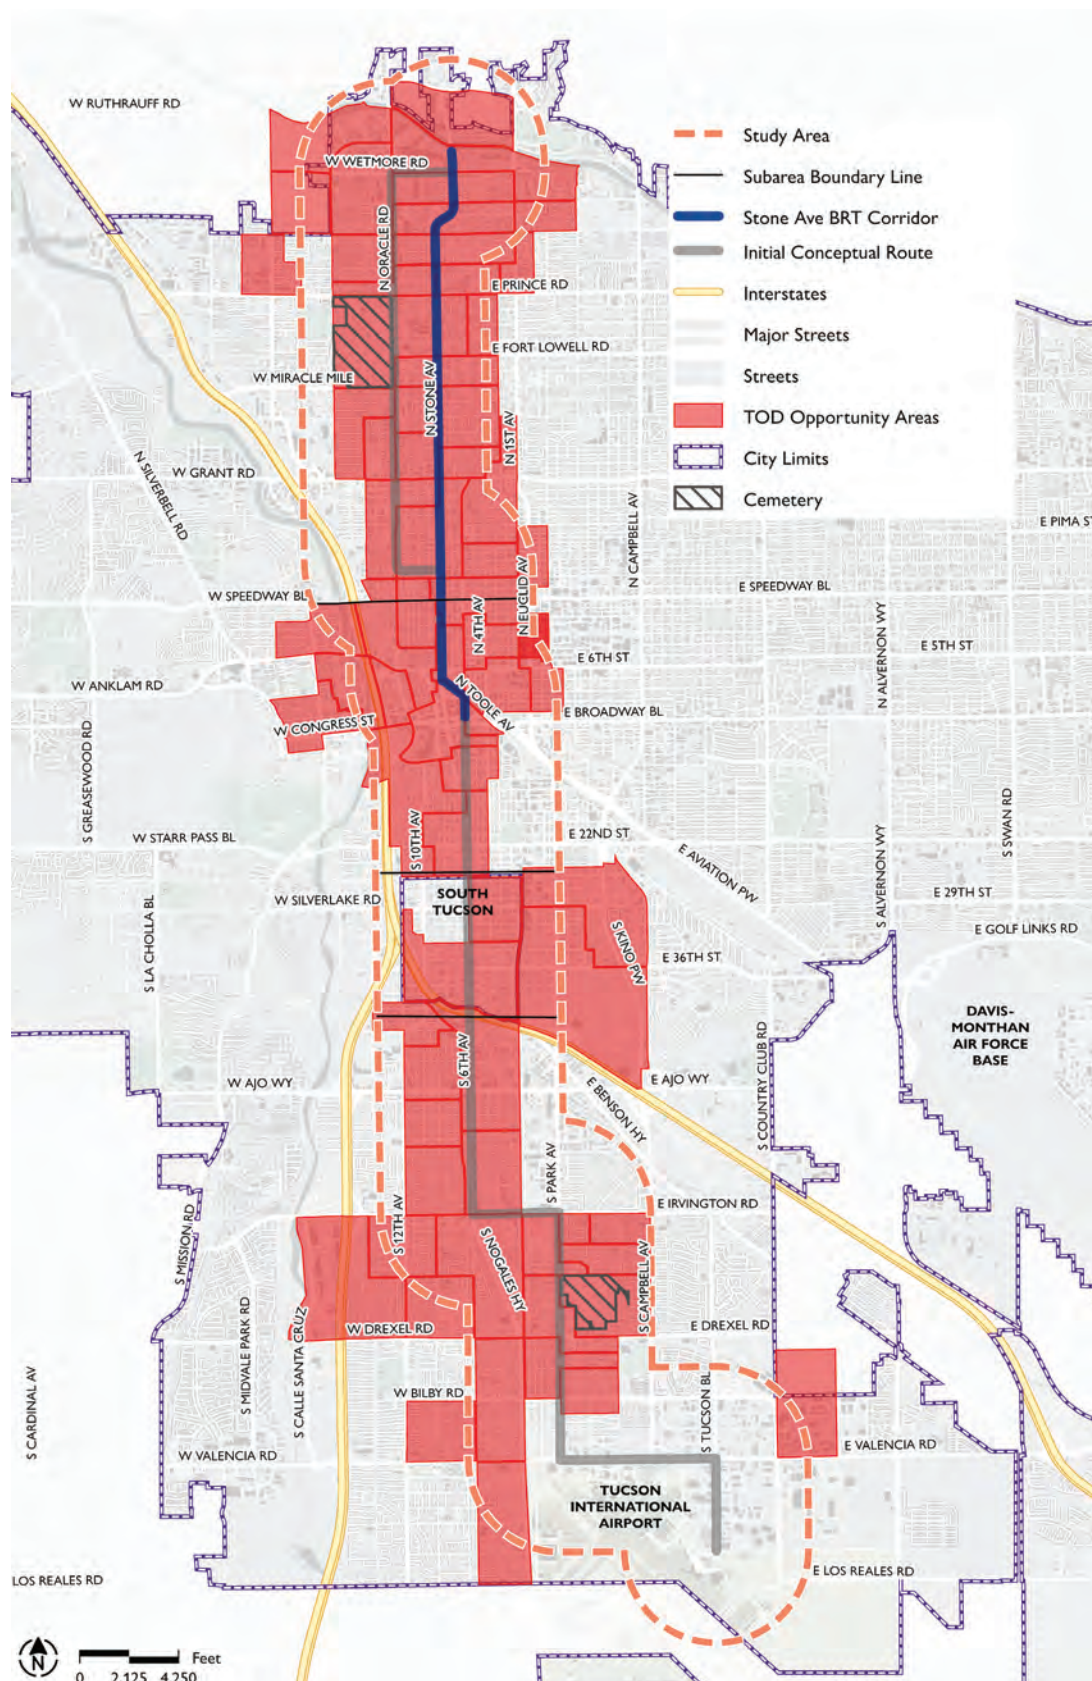 W RUTHRAUFF RD
Study Area
W WETMORE RD
Subarea Boundary Line
Stone Ave BRT Corridor
N ORACLE RD
Initial Conceptual Route
E PRINCE RD
Interstates
Major Streets
E FORT LOWELL RD
W MIRACLE MILE
Streets
N STONE AV
TOD Opportunity Areas
N 1ST AV
City Limits
W GRANT RD
N SILVERBELL RD
Cemetery
N CAMPBELL AV
E PIMA ST
W SPEEDWAY BL
N EUCLID AV
E SPEEDWAY BL
N 4TH AV
N ALVERNON WY
E 5TH ST
E 6TH ST
W ANKLAM RD
N TOOLE AV
W CONGRESS ST
E BROADWAY BL
S GREASEWOOD RD
S SWAN RD
W STARR PASS BL
S 10TH AV
E 22ND ST
E AVIATION PW
S ALVERNON WY
SOUTH
TUCSON
W SILVERLAKE RD
E 29TH ST
S LA CHOLLA BL
S KINO PW
E GOLF LINKS RD
E 36TH ST
DAVIS-
MONTHAN
AIR FORCE
BASE
S 6TH AV
S COUNTRY CLUB RD
W AJO WY
E AJO WY
E BENSON HY
S PARK AV
E IRVINGTON RD
S MISSION RD
S 12TH AV
S NOGALES HY
S CAMPBELL AV
W DREXEL RD
E DREXEL RD
S CALLE SANTA CRUZ
S MIDVALE PARK RD
S CARDINAL AV
W BILBY RD
S TUCSON BL
W VALENCIA RD
E VALENCIA RD
TUCSON
INTERNATIONAL
AIRPORT
LOS REALES RD
E LOS REALES RD
N
Feet
0 2,125 4,250